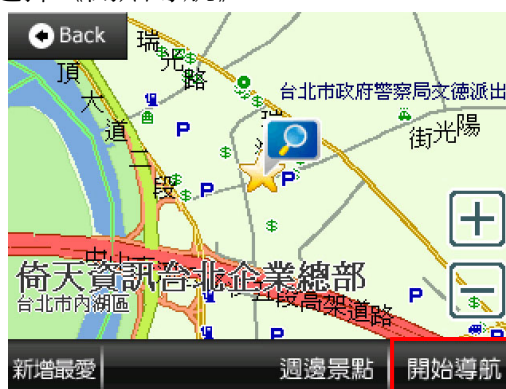 Back
瑞光路
頂
大
道
二
段
台北市政府警察局文德派出
街光陽
倚天資訊台北企業總部
台北市內湖區
五段高架道路
新增最愛
週邊景點
開始導航